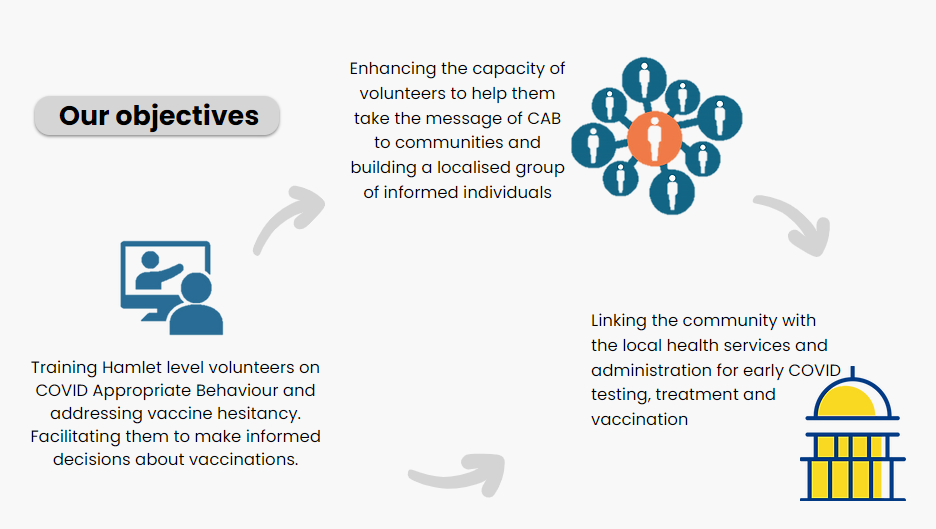 Our objectives
Enhancing the capacity of
volunteers to help them
take the message of CAB
to communities and
building a localised group
of informed individuals
Training Hamlet level volunteers on
COVID Appropriate Behaviour and
addressing vaccine hesitancy.
Facilitating them to make informed
decisions about vaccinations.
Linking the community with
the local health services and
administration for early COVID
testing, treatment and
vaccination